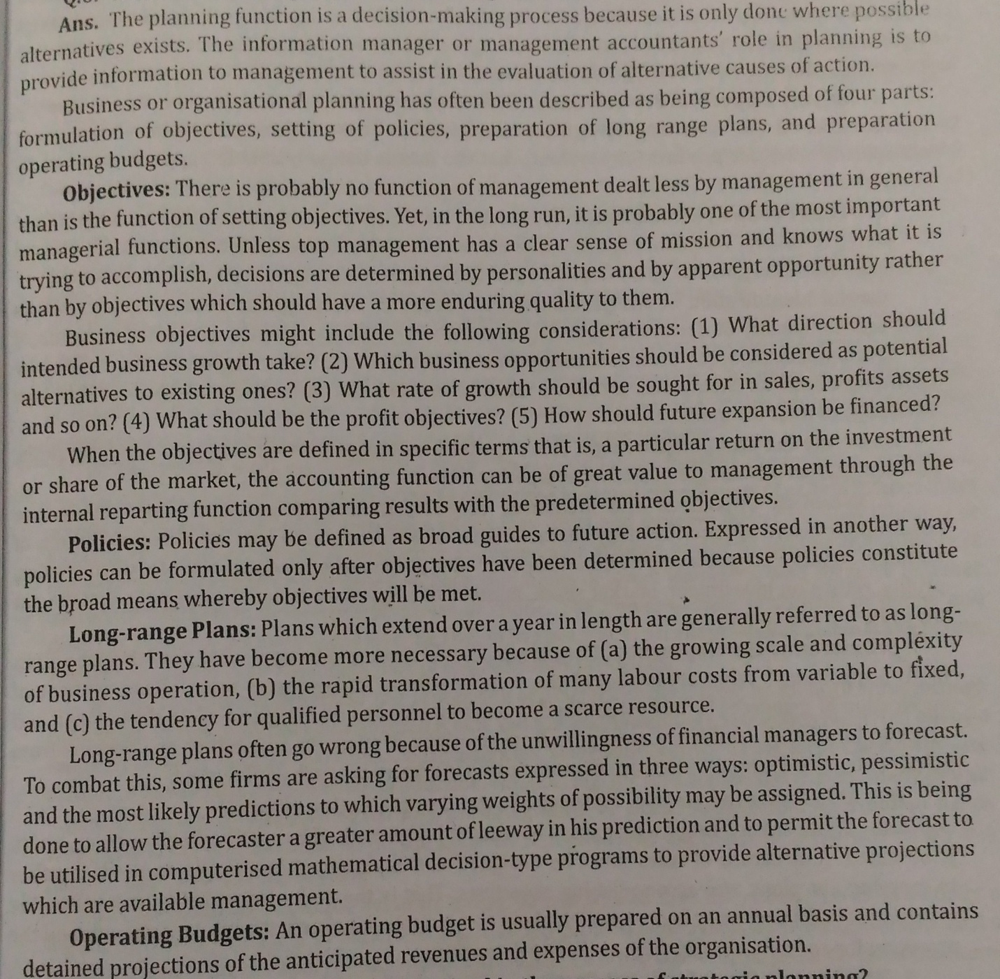 Ans. The planning function is a decision-making process because it is only done where possible
alternatives exists. The information manager or management accountants' role in planning is to
provide information to management to assist in the evaluation of alternative causes of action.
Business or organisational planning has often been described as being composed of four parts:
formulation of objectives, setting of policies, preparation of long range plans, and preparation
operating budgets.
Objectives: There is probably no function of management dealt less by management in general
than is the function of setting objectives. Yet, in the long run, it is probably one of the most important
managerial functions. Unless top management has a clear sense of mission and knows what it is
trying to accomplish, decisions are determined by personalities and by apparent opportunity rather
than by objectives which should have a more enduring quality to them.
Business objectives might include the following considerations: (1) What direction should
intended business growth take? (2) Which business opportunities should be considered as potential
alternatives to existing ones? (3) What rate of growth should be sought for in sales, profits assets
and so on? (4) What should be the profit objectives? (5) How should future expansion be financed?
When the objectives are defined in specific terms that is, a particular return on the investment
or share of the market, the accounting function can be of great value to management through the
internal reparting function comparing results with the predetermined objectives.
Policies: Policies may be defined as broad guides to future action. Expressed in another way,
policies can be formulated only after objectives have been determined because policies constitute
the broad means whereby objectives will be met.
Long-range Plans: Plans which extend over a year in length are generally referred to as long-
range plans. They have become more necessary because of (a) the growing scale and complexity
of business operation, (b) the rapid transformation of many labour costs from variable to fixed,
and (c) the tendency for qualified personnel to become a scarce resource.
Long-range plans often go wrong because of the unwillingness of financial managers to forecast.
To combat this, some firms are asking for forecasts expressed in three ways: optimistic, pessimistic
and the most likely predictions to which varying weights of possibility may be assigned. This is being
done to allow the forecaster a greater amount of leeway in his prediction and to permit the forecast to
be utilised in computerised mathematical decision-type programs to provide alternative projections
which are available management.
Operating Budgets: An operating budget is usually prepared on an annual basis and contains
detained projections of the anticipated revenues and expenses of the organisation.
of strategic planning?